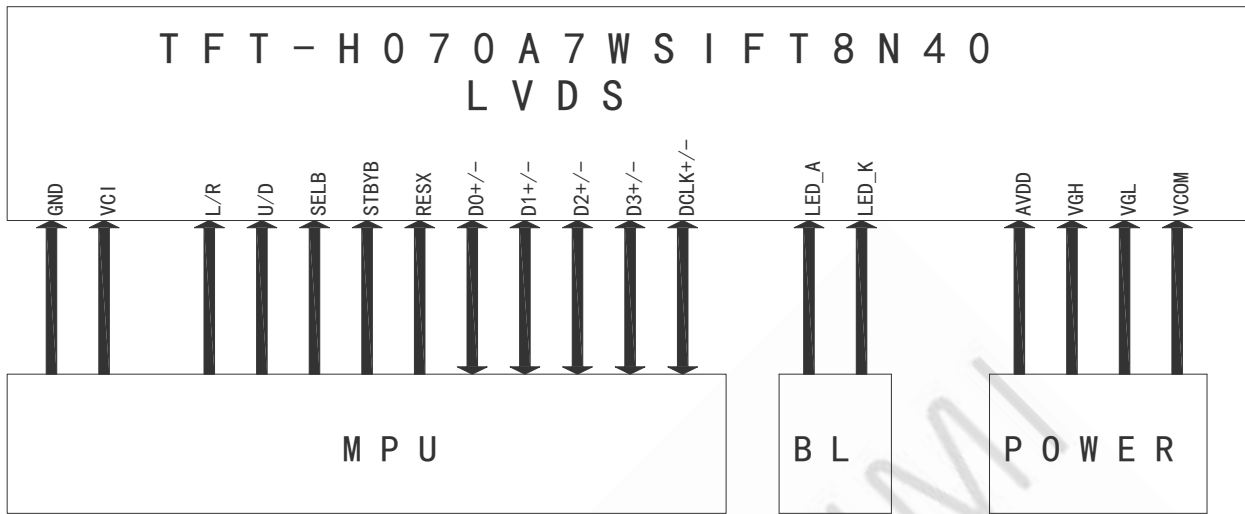 TFT-H070A7WSIFT8N40
LVDS
GND
VCI
L/R
U/D
SELB
STBYB
RESX
D0+/-
D1+/-
D2+/-
D3+/-
DCLK+/-
LED_A
LED_K
AVDD
VGH
VGL
VCOM
MPU
BL
POWER